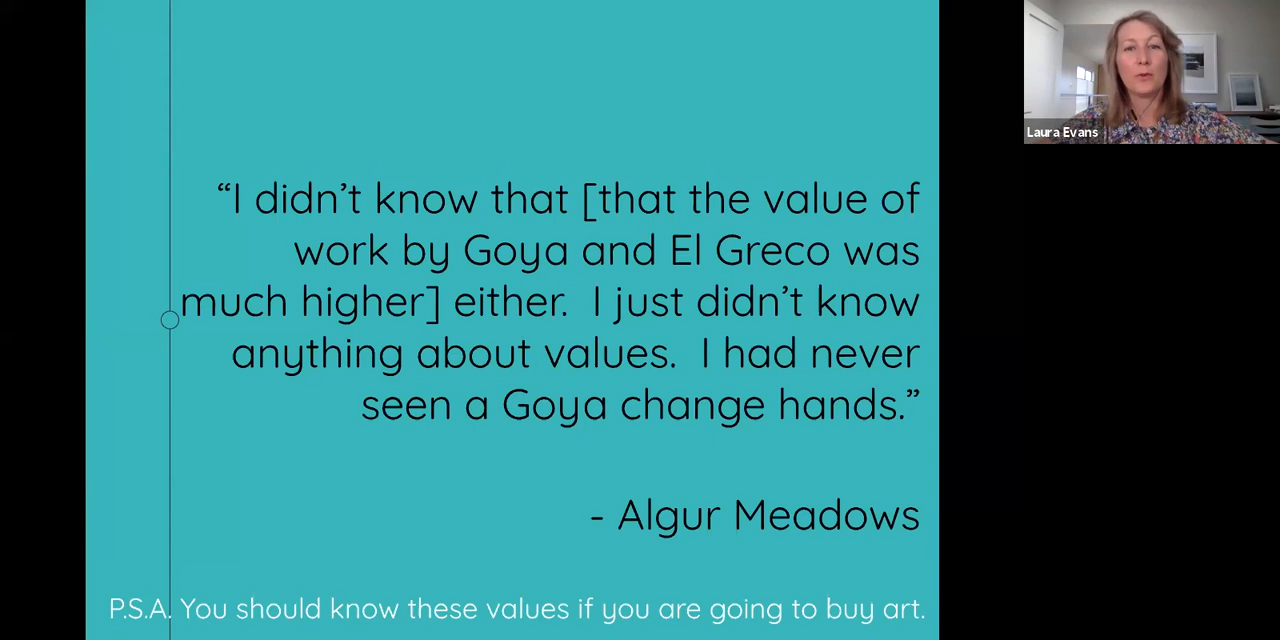 “I didn’t know that [that the value of
work by Goya and El Greco was
much higher] either.  I just didn’t know
anything about values.  I had never
seen a Goya change hands.”
- Algur Meadows
P.S.A. You should know these values if you are going to buy art.
Laura Evans